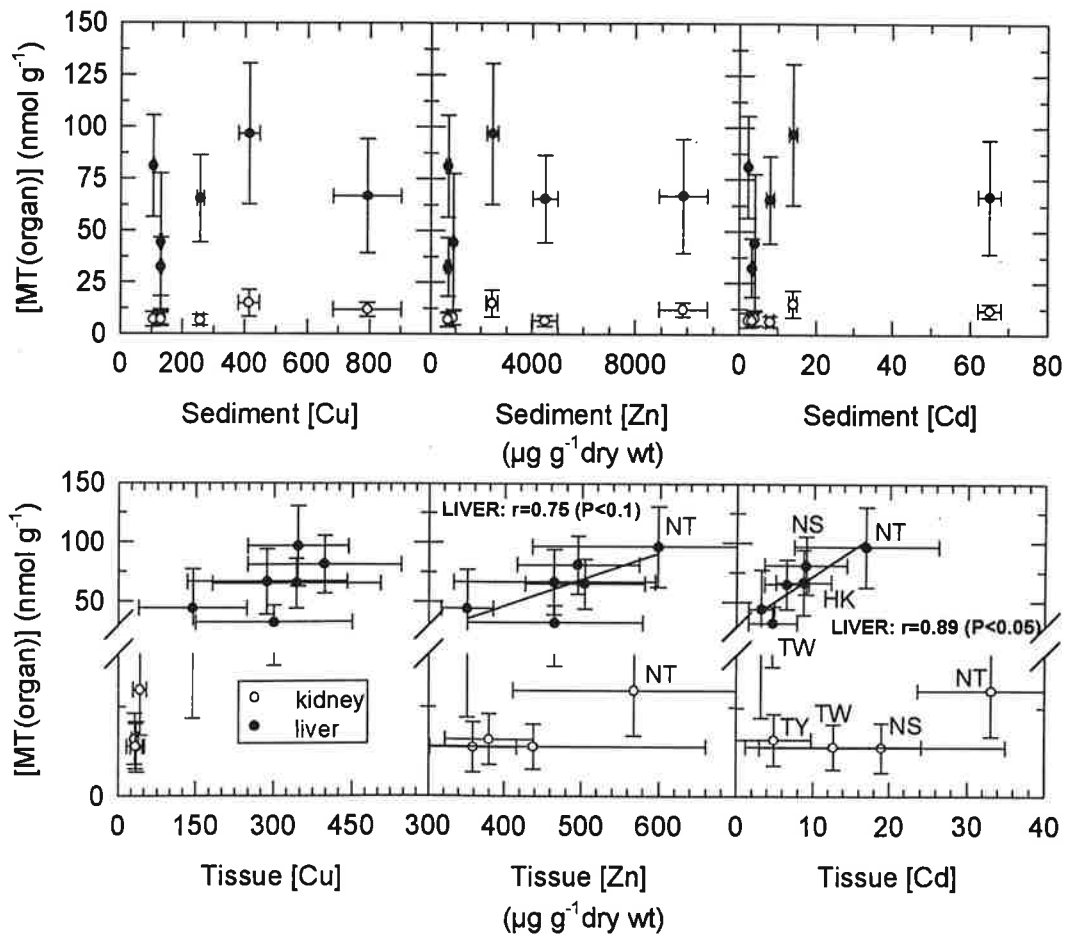 [MT(organ)] (nmol g⁻¹)
150
125
100
75
50
25
0
0 200 400 600 800 0 4000 8000 0 20 40 60 80
Sediment [Cu] Sediment [Zn] Sediment [Cd]
(µg g⁻¹dry wt)
[MT(organ)] (nmol g⁻¹)
150
100
50
0
LIVER: r=0.75 (P<0.1)
NT
NS
NT
HK
LIVER: r=0.89 (P<0.05)
TW
kidney
liver
NT
NT
TY
TW
NS
0 150 300 450 300 400 500 600 0 10 20 30 40
Tissue [Cu] Tissue [Zn] Tissue [Cd]
(µg g⁻¹dry wt)